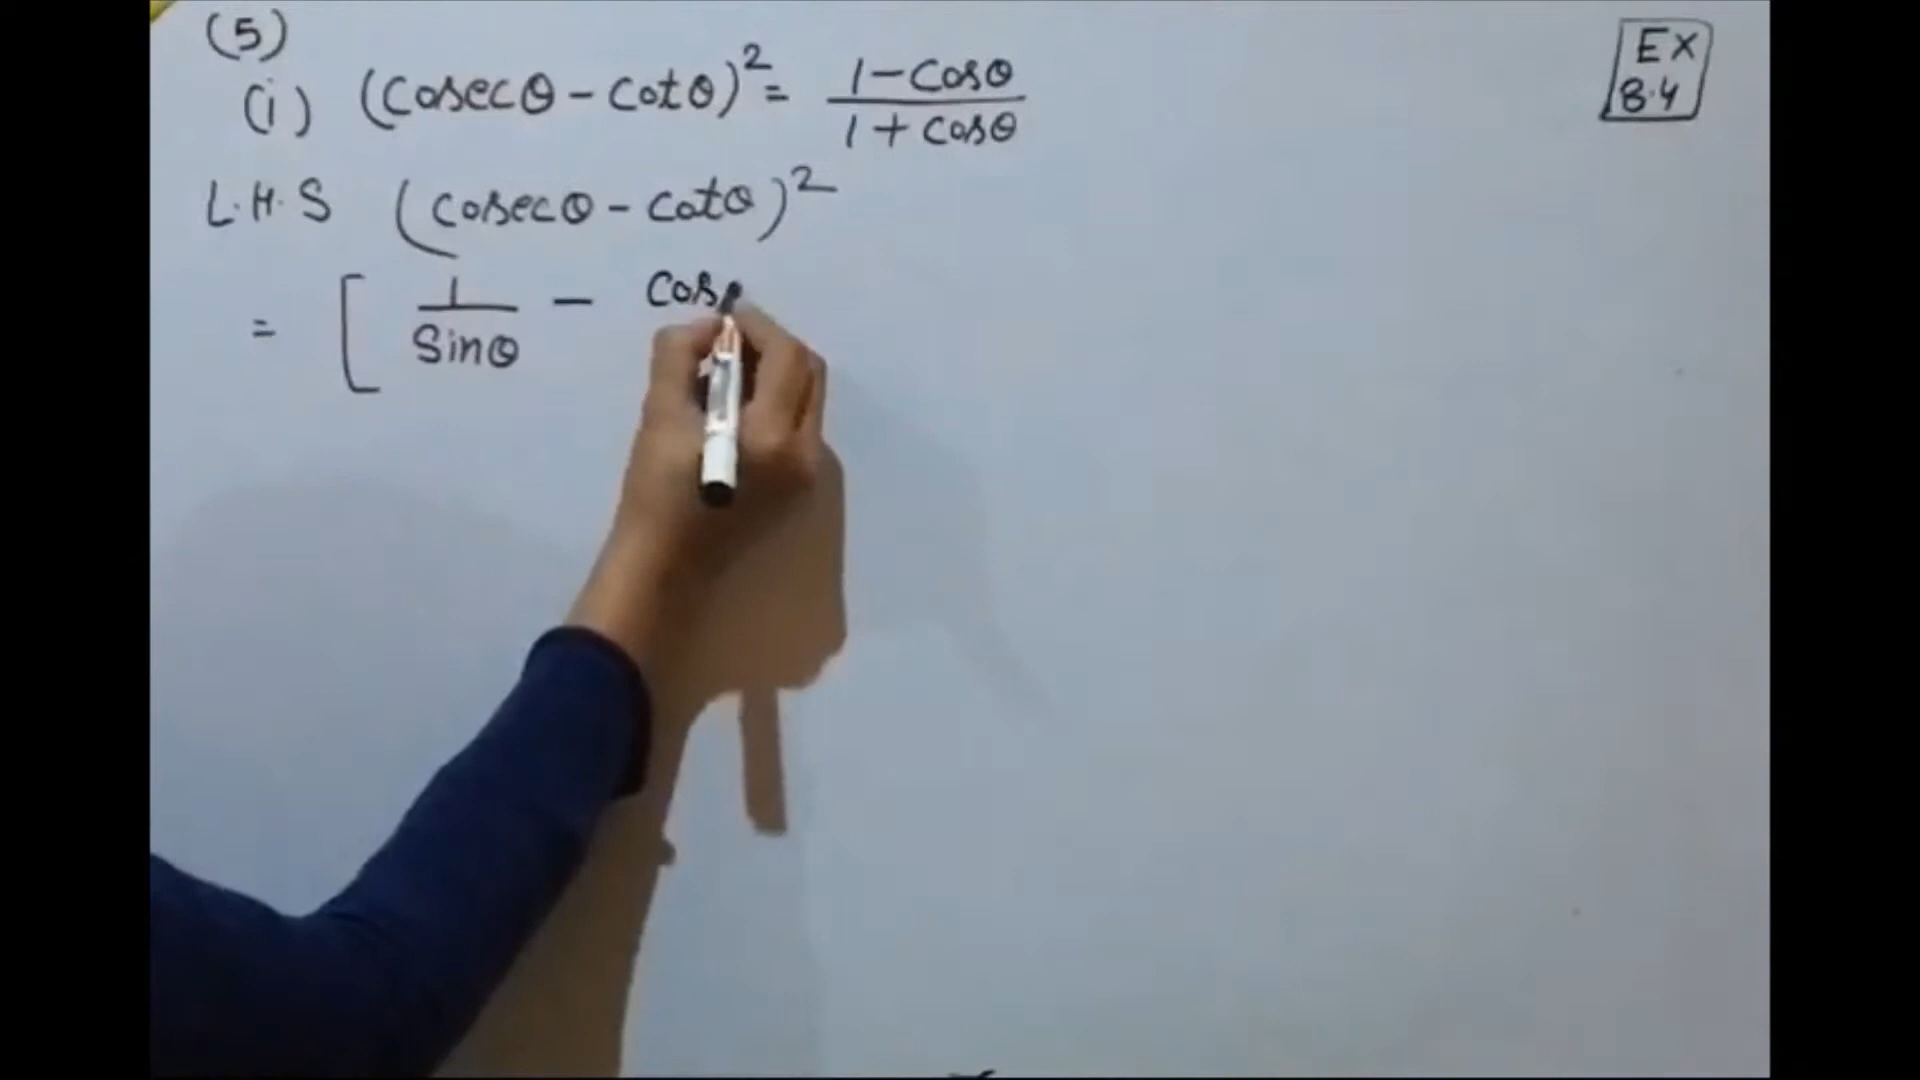 (5)
EX
8.4
(i) (cosecθ - cotθ)² = 1-cosθ / 1+cosθ
L.H.S (cosecθ - cotθ)²
= [ 1 / sinθ - cos